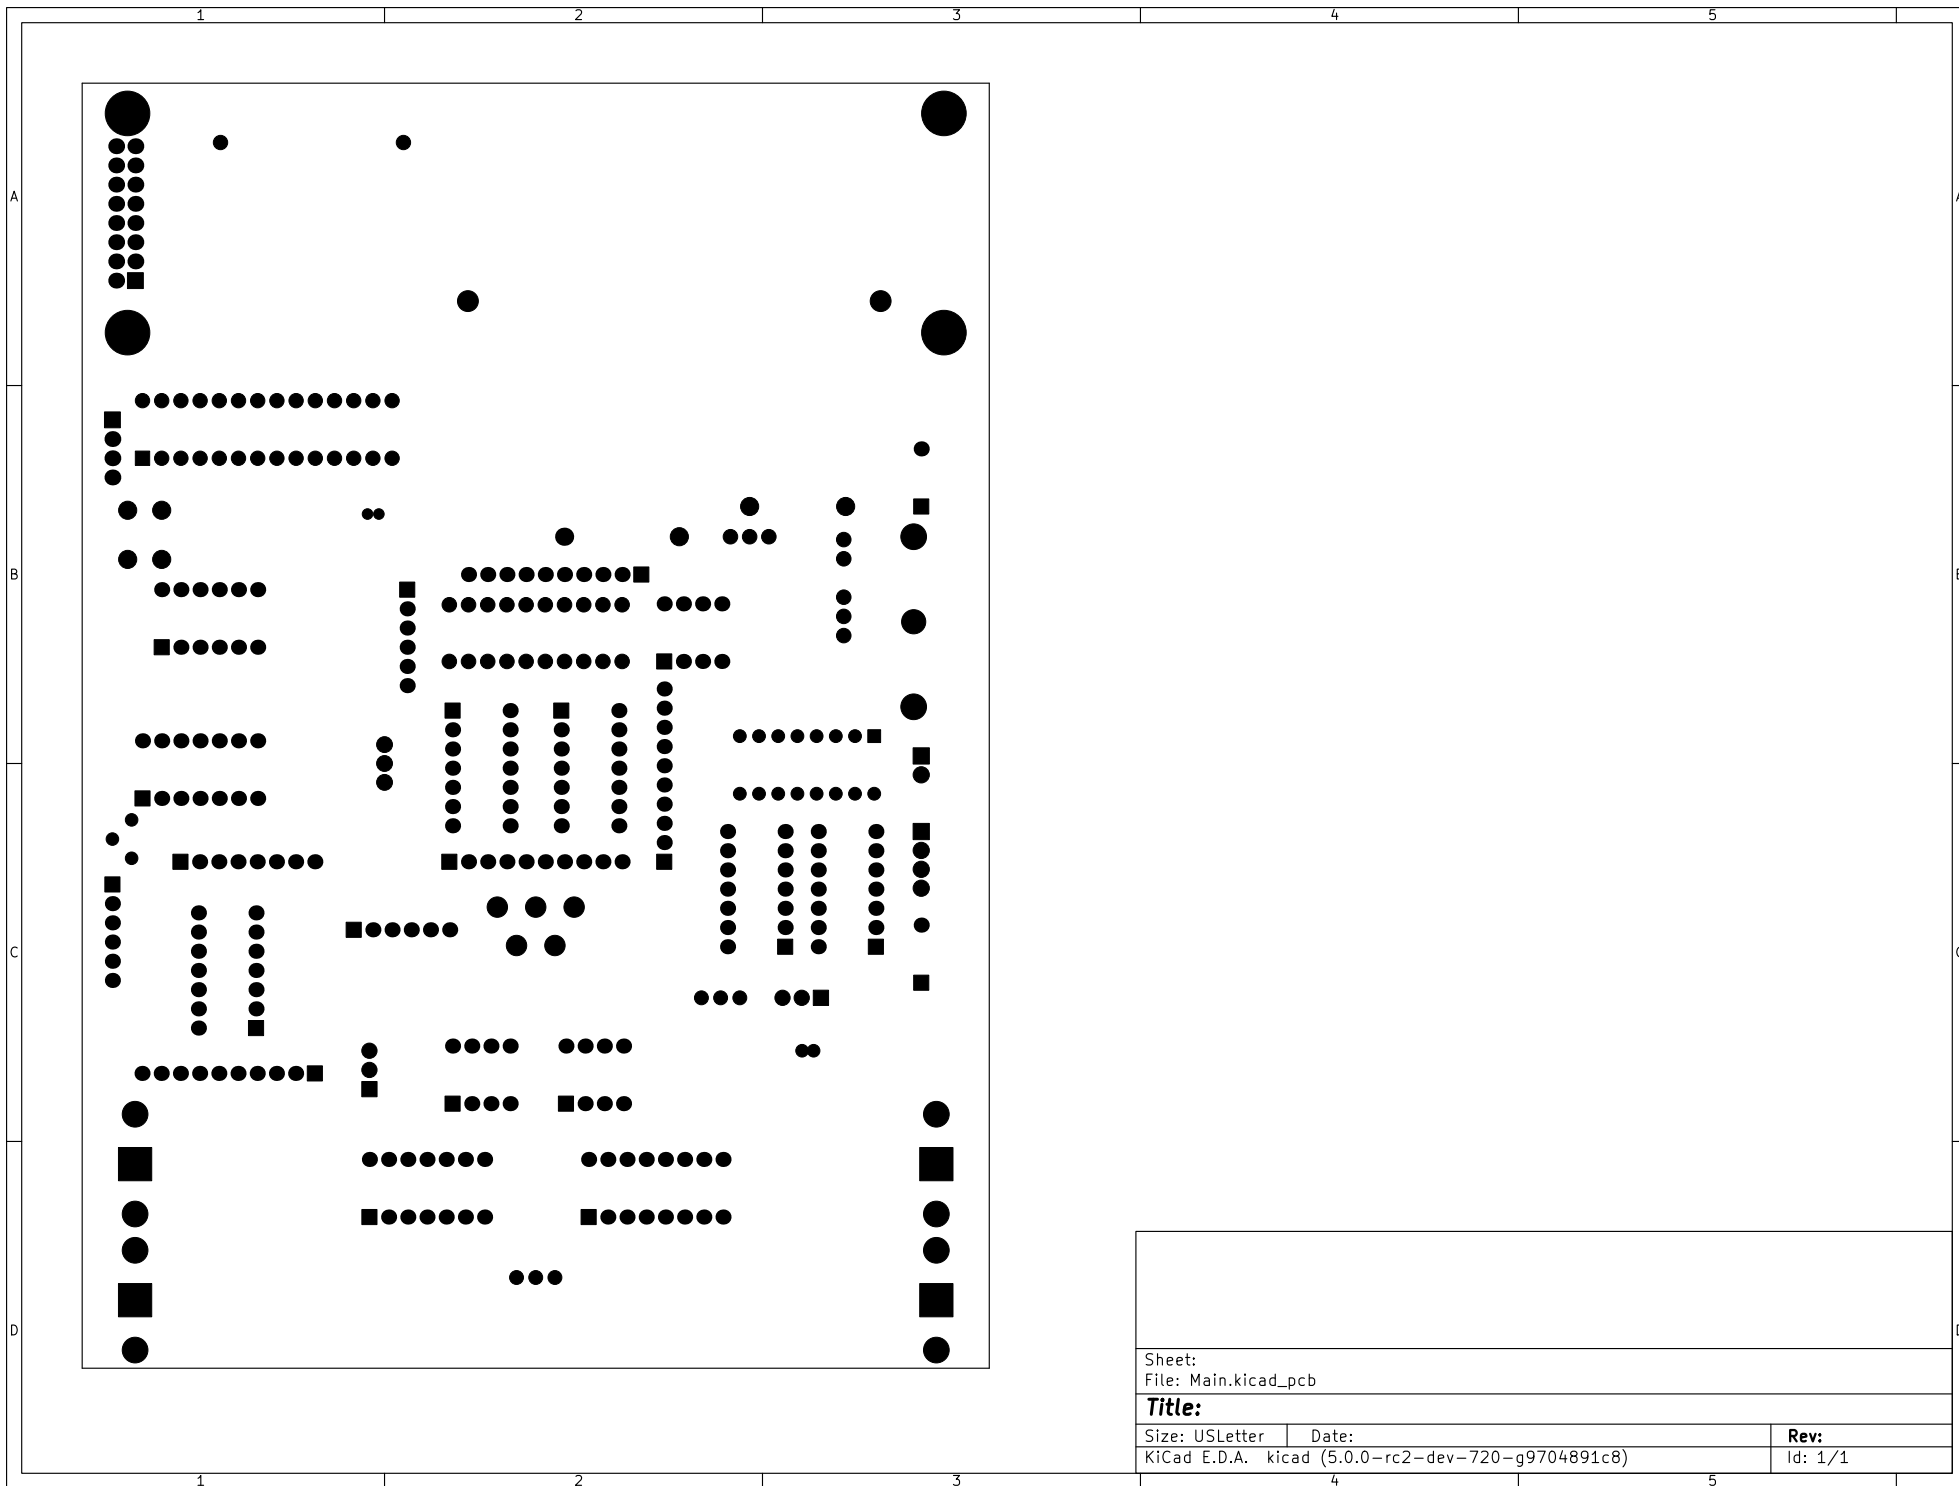 1 2 3 4 5
A A
B B
C C
D D
Sheet:
File: Main.kicad_pcb
Title:
Size: USLetter Date: Rev:
KiCad E.D.A. kicad (5.0.0-rc2-dev-720-g9704891c8) Id: 1/1
1 2 3 4 5